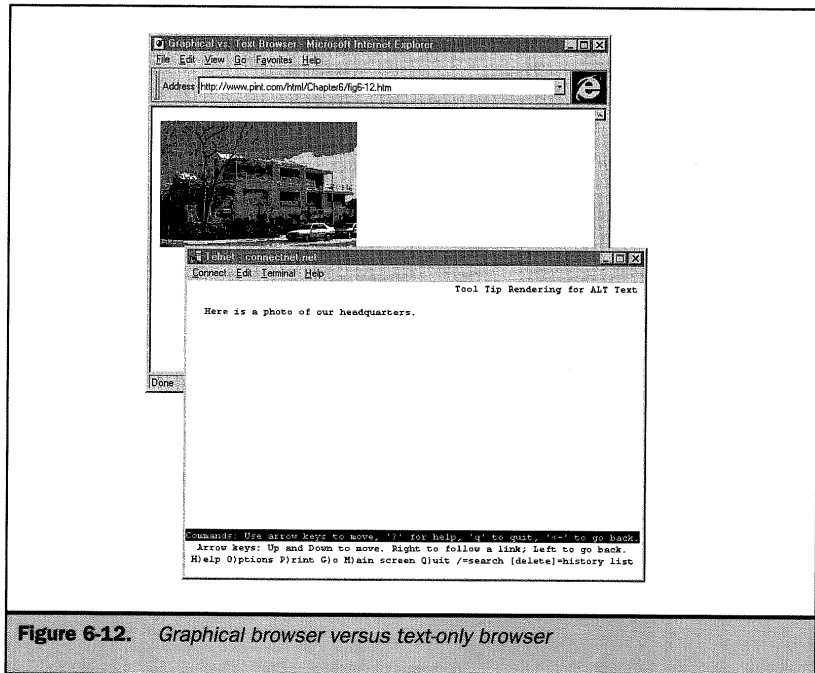 Graphical vs. Text Browser - Microsoft Internet Explorer
File Edit View Go Favorites Help
Address http://www.pint.com/html/Chapter6/fig6-12.htm
Telnet - connectnet.net
Connect Edit Terminal Help
Tool Tip Rendering for ALT Text
Here is a photo of our headquarters.
Done
Commands: Use arrow keys to move, '?' for help, 'q' to quit, '<-' to go back.
Arrow keys: Up and Down to move. Right to follow a link; Left to go back.
H)elp O)ptions P)rint G)o M)ain screen Q)uit /=search [delete]=history list
Figure 6-12. Graphical browser versus text-only browser